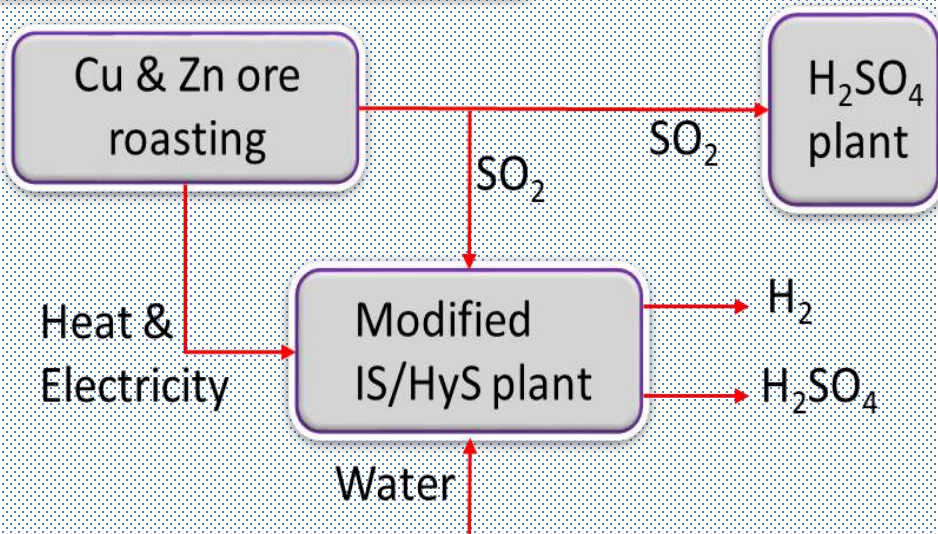 Cu & Zn ore
roasting
H₂SO₄
plant
SO₂
SO₂
Heat &
Electricity
Modified
IS/HyS plant
H₂
H₂SO₄
Water